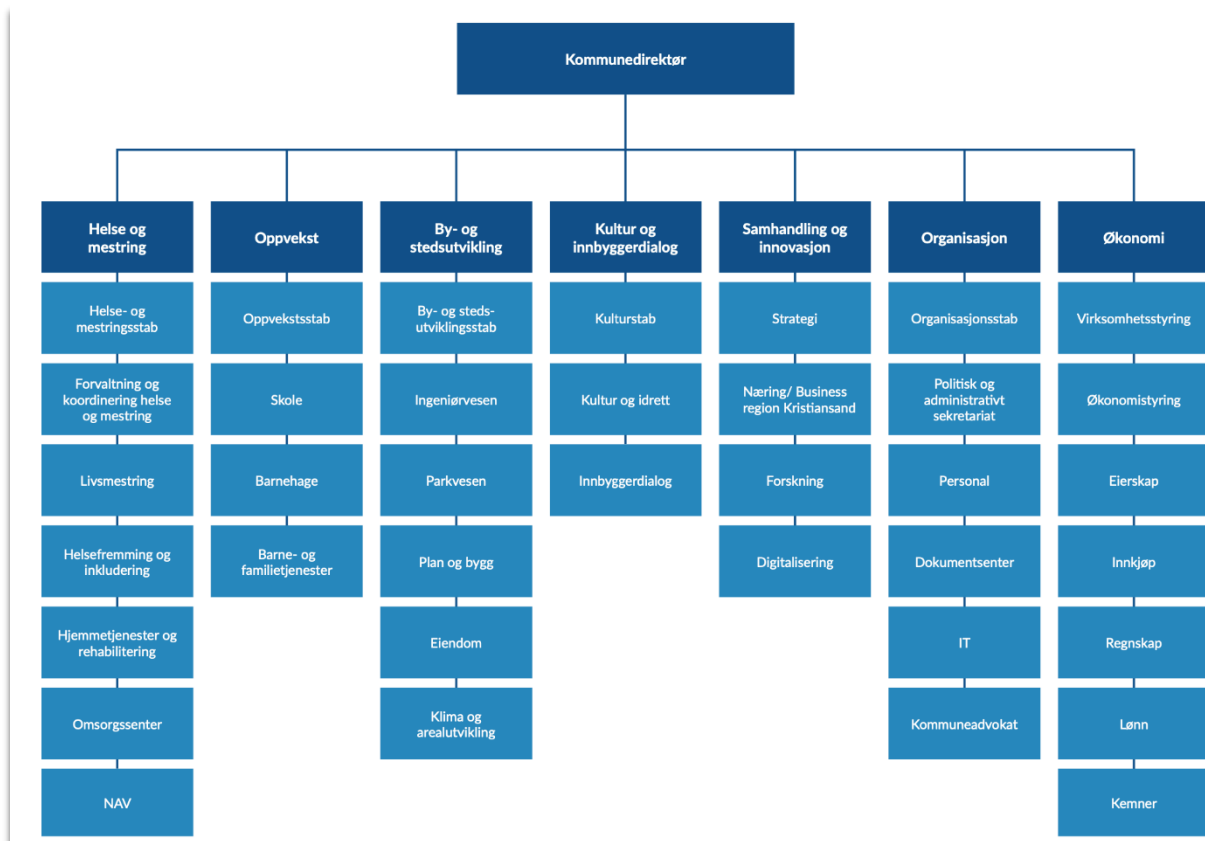 Kommunedirektør
Helse og
mestring
Helse- og
mestringsstab
Forvaltning og
koordinering helse
og mestring
Livsmestring
Helsefremming og
inkludering
Hjemmetjenester og
rehabilitering
Omsorgssenter
NAV
Oppvekst
Oppvekstsstab
Skole
Barnehage
Barne- og
familietjenester
By- og
stedsutvikling
By- og steds-
utviklingsstab
Ingeniørvesen
Parkvesen
Plan og bygg
Eiendom
Klima og
arealutvikling
Kultur og
innbyggerdialog
Kulturstab
Kultur og idrett
Innbyggerdialog
Samhandling og
innovasjon
Strategi
Næring/ Business
region Kristiansand
Forskning
Digitalisering
Organisasjon
Organisasjonsstab
Politisk og
administrativt
sekretariat
Personal
Dokumentsenter
IT
Kommuneadvokat
Økonomi
Virksomhetsstyring
Økonomistyring
Eierskap
Innkjøp
Regnskap
Lønn
Kemner